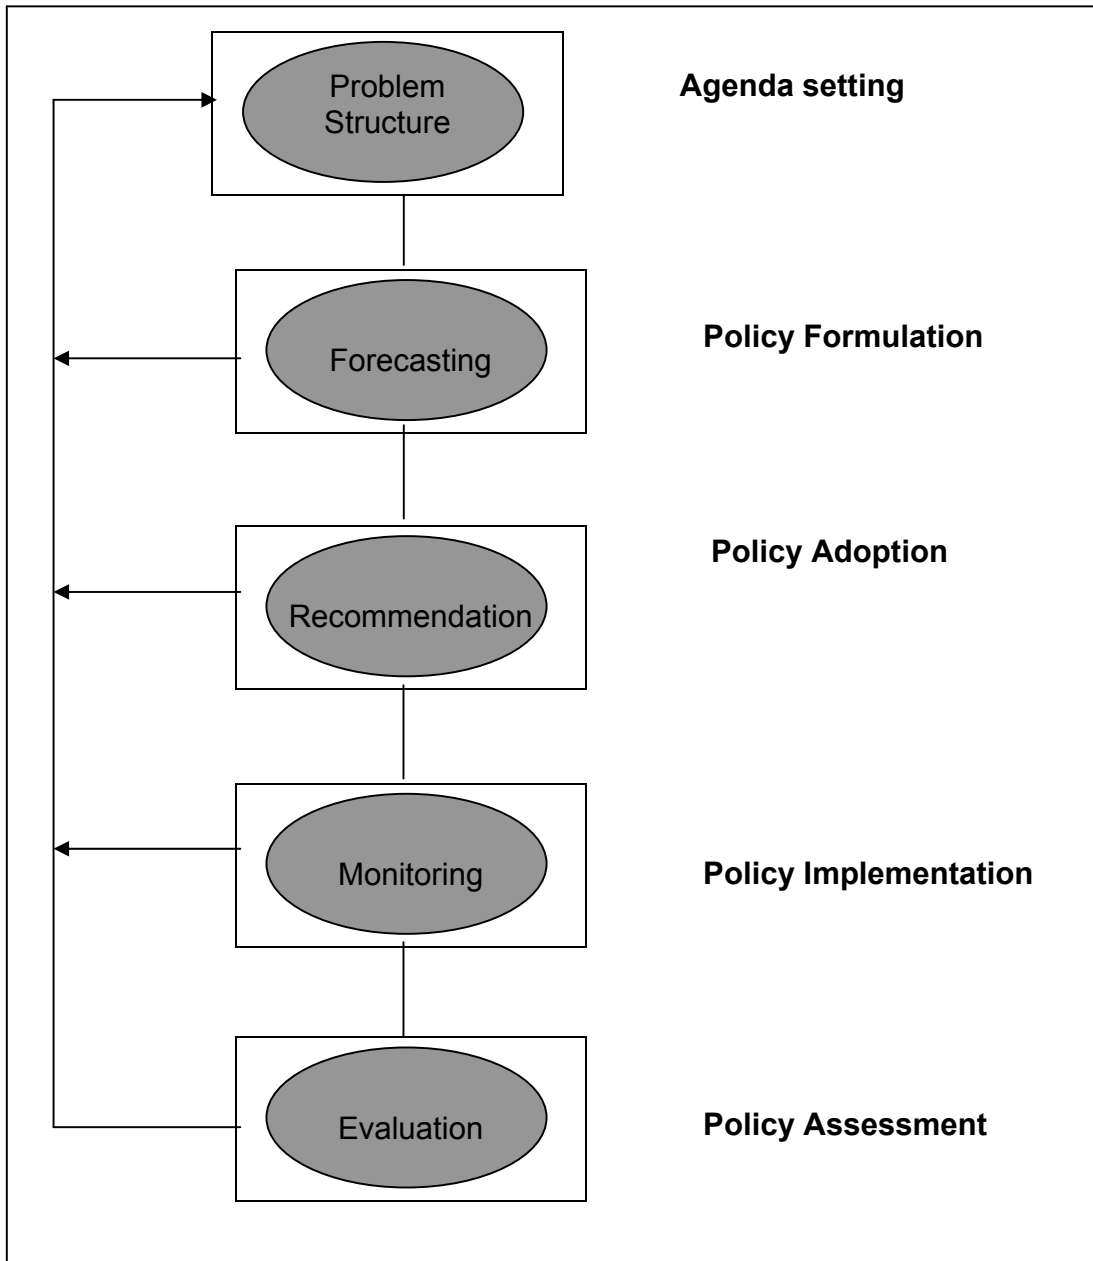 Problem
Structure
Agenda setting
Forecasting
Policy Formulation
Recommendation
Policy Adoption
Monitoring
Policy Implementation
Evaluation
Policy Assessment